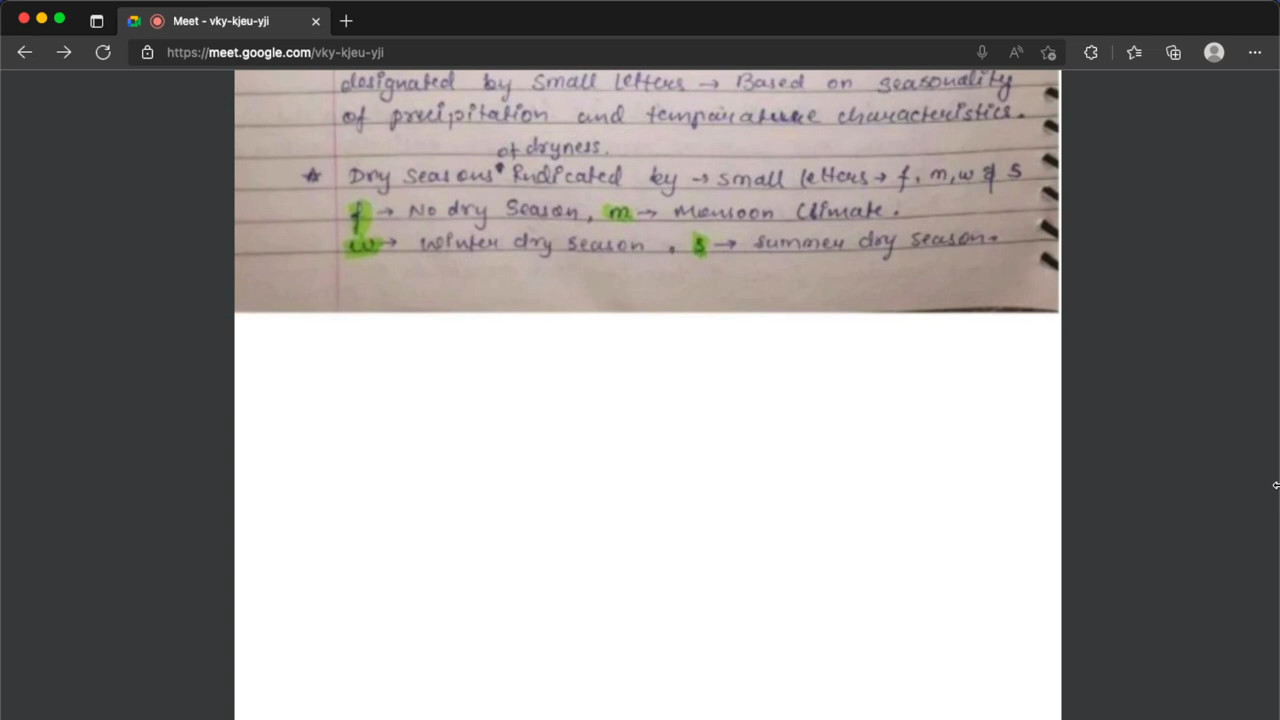 Meet - vky-kjeu-yji
https://meet.google.com/vky-kjeu-yji
designated by small letters → Based on seasonality
of precipitation and tempairature characteristics.
of dryness.
☆ Dry seasons Indicated by → small letters → f, m, w & s
f → No dry Season, m → Monsoon Climate.
w → winter dry season . s → summer dry season.